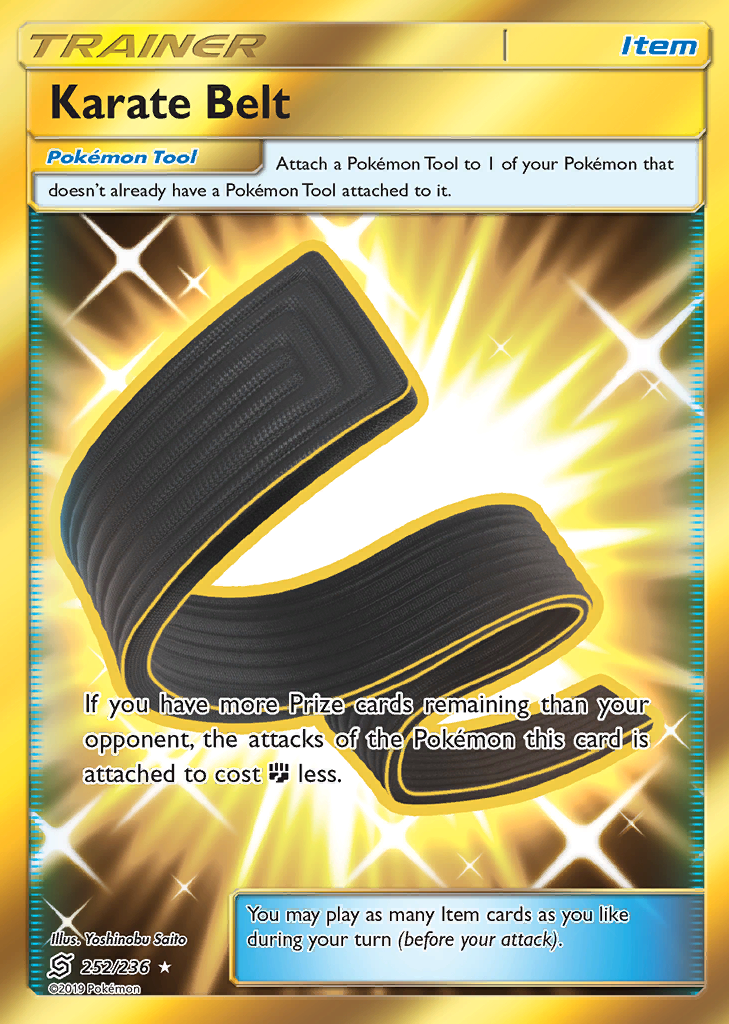 TRAINER Item
Karate Belt
Pokémon Tool Attach a Pokémon Tool to 1 of your Pokémon that
doesn't already have a Pokémon Tool attached to it.
If you have more Prize cards remaining than your
opponent, the attacks of the Pokémon this card is
attached to cost less.
You may play as many Item cards as you like
during your turn (before your attack).
Illus. Yoshinobu Saito
252/236 ★
©2019 Pokémon